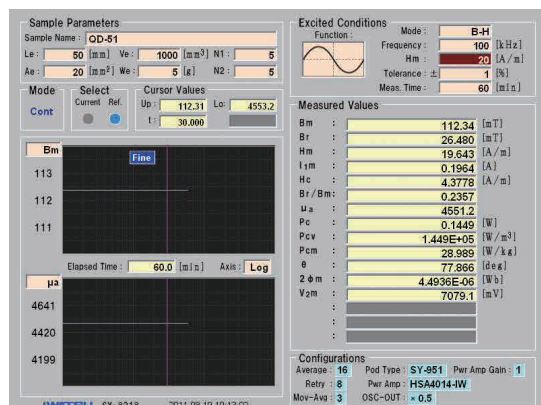 Sample Parameters
Sample Name : QD-51
Le : 50 [mm] Ve : 1000 [mm³] N1 : 5
Ae : 20 [mm²] We : 5 [g] N2 : 5
Mode
Cont
Select
Current Ref.
Cursor Values
Up : 112.31 Lo: 4553.2
t : 30.000
Bm
Fine
113
112
111
Elapsed Time : 60.0 [min] Axis : Log
µa
4641
4420
4199
Excited Conditions
Function :
Mode : B-H
Frequency : 100 [kHz]
Hm : 20 [A/m]
Tolerance : ± 1 [%]
Meas. Time : 60 [min]
Measured Values
Bm : 112.34 [mT]
Br : 26.480 [mT]
Hm : 19.643 [A/m]
I1m : 0.1964 [A]
Hc : 4.3778 [A/m]
Br/Bm: 0.2357
µa : 4551.2
Pc : 0.1449 [W]
Pcv : 1.449E+05 [W/m³]
Pcm : 28.989 [W/kg]
θ : 77.866 [deg]
2φm : 4.4936E-06 [Wb]
V2m : 7079.1 [mV]
:
:
:
Configurations
Average : 16 Pod Type : SY-951 Pwr Amp Gain : 1
Retry : 8 Pwr Amp : HSA4014-IW
Mov-Avg : 3 OSC-OUT : × 0.5